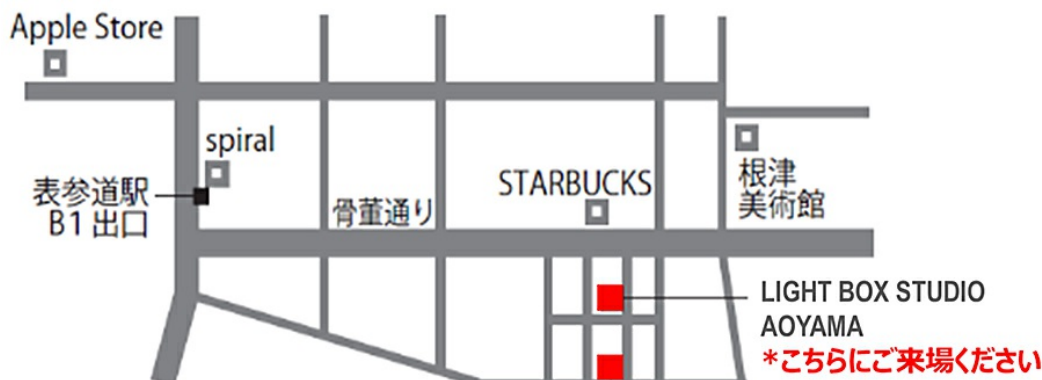 Apple Store
spiral
表参道駅
B1 出口
骨董通り
STARBUCKS
根津
美術館
LIGHT BOX STUDIO
AOYAMA
*こちらにご来場ください